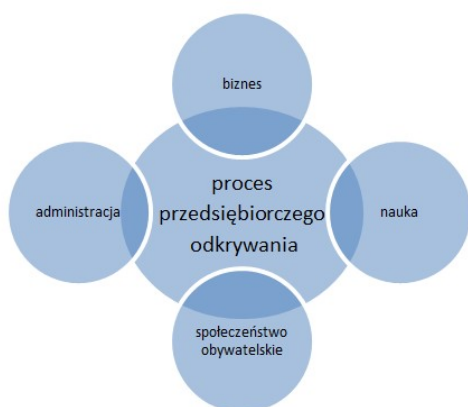 biznes
proces
przedsiębiorczego
odkrywania
administracja
nauka
społeczeństwo
obywatelskie